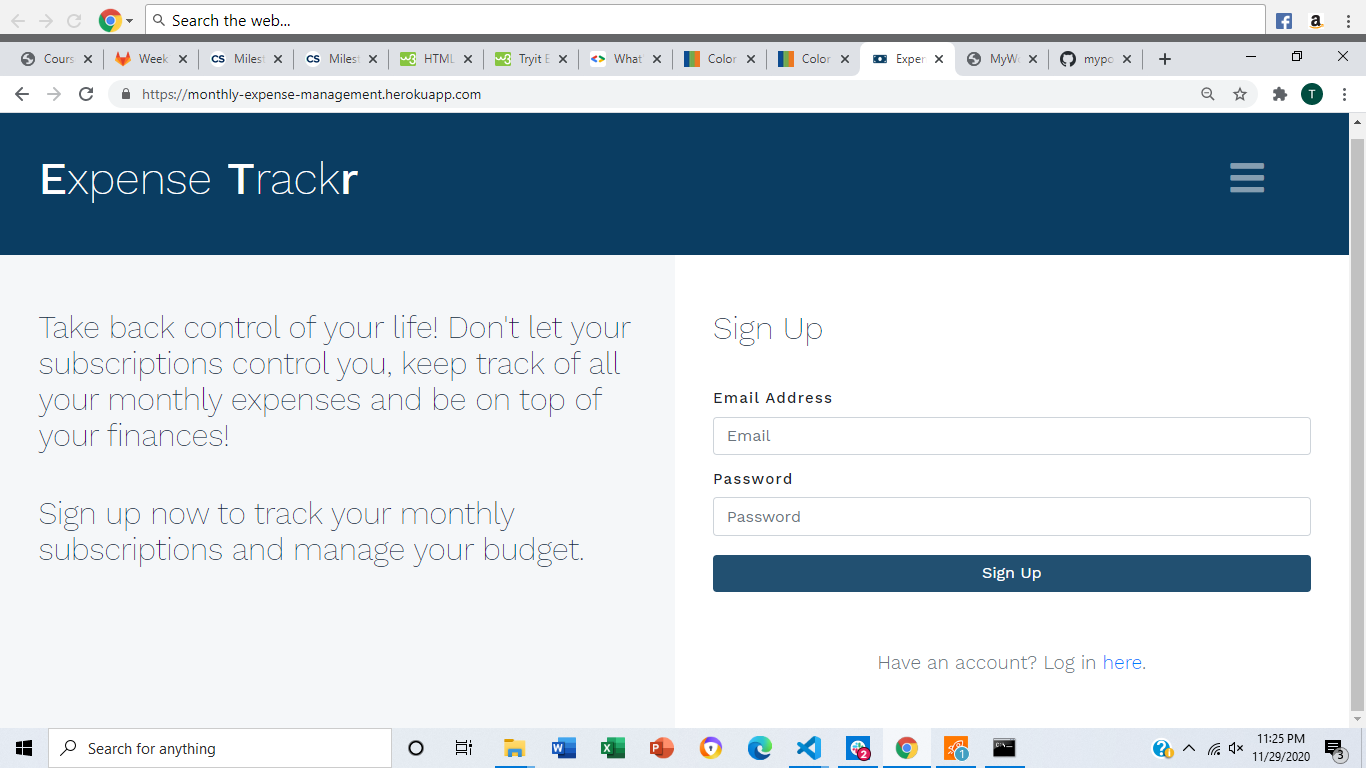 Search the web...
Cours
Week
Milest
Milest
HTML
Tryit E
What
Color
Color
Exper
MyWe
mypo
https://monthly-expense-management.herokuapp.com
T
Expense Trackr
Take back control of your life! Don't let your
subscriptions control you, keep track of all
your monthly expenses and be on top of
your finances!
Sign up now to track your monthly
subscriptions and manage your budget.
Sign Up
Email Address
Email
Password
Password
Sign Up
Have an account? Log in here.
Search for anything
2
1
11:25 PM
11/29/2020
3